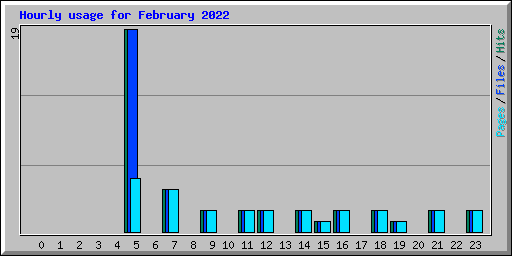 Hourly usage for February 2022
19
Pages/Files/Hits
0 1 2 3 4 5 6 7 8 9 10 11 12 13 14 15 16 17 18 19 20 21 22 23